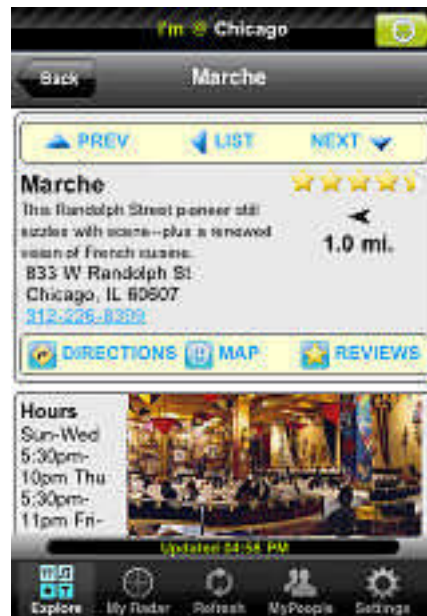 I'm @ Chicago
Back
Marche
PREV
LIST
NEXT
Marche
This Randolph Street pioneer still
sizzles with scene--plus a renewed
vision of French cuisine.
1.0 mi.
833 W Randolph St
Chicago, IL 60607
312-226-8399
DIRECTIONS
MAP
REVIEWS
Hours
Sun-Wed
5:30pm-
10pm Thu
5:30pm-
11pm Fri-
Updated 04:56 PM
Explore
My Radar
Refresh
MyPeople
Settings